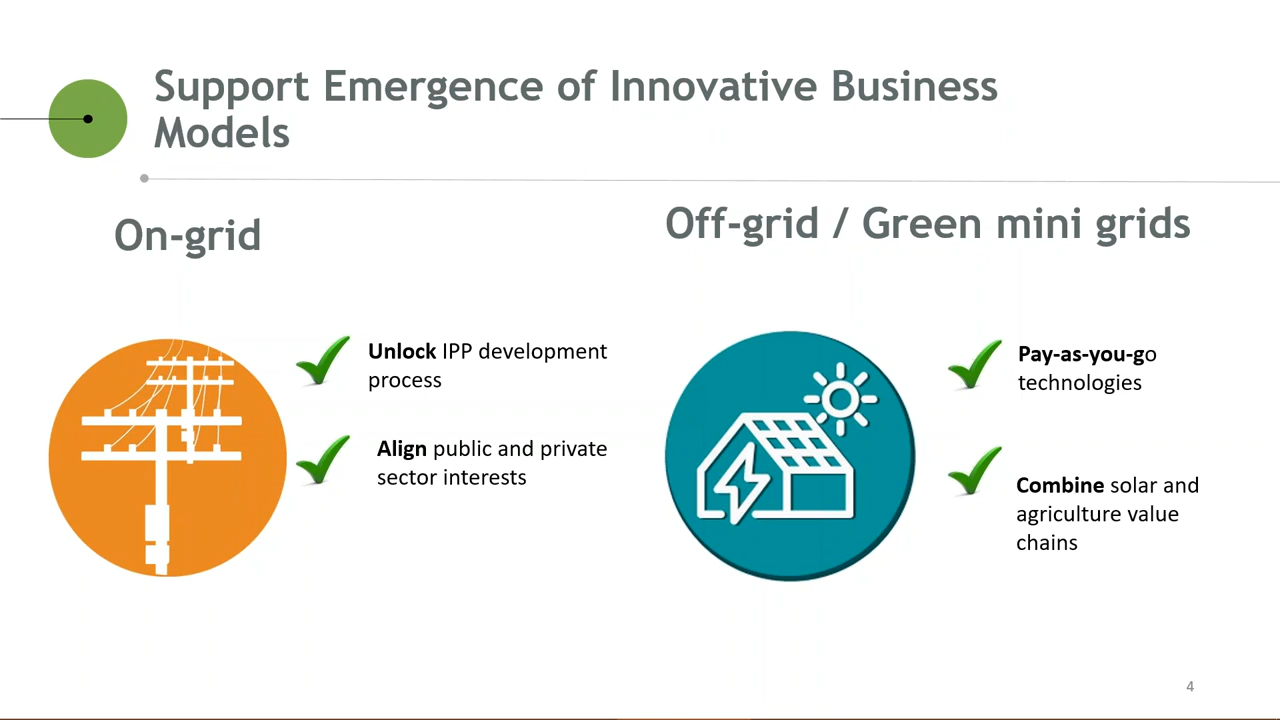 Support Emergence of Innovative Business
Models
On-grid
Unlock IPP development
process
Align public and private
sector interests
Off-grid / Green mini grids
Pay-as-you-go
technologies
Combine solar and
agriculture value
chains
4